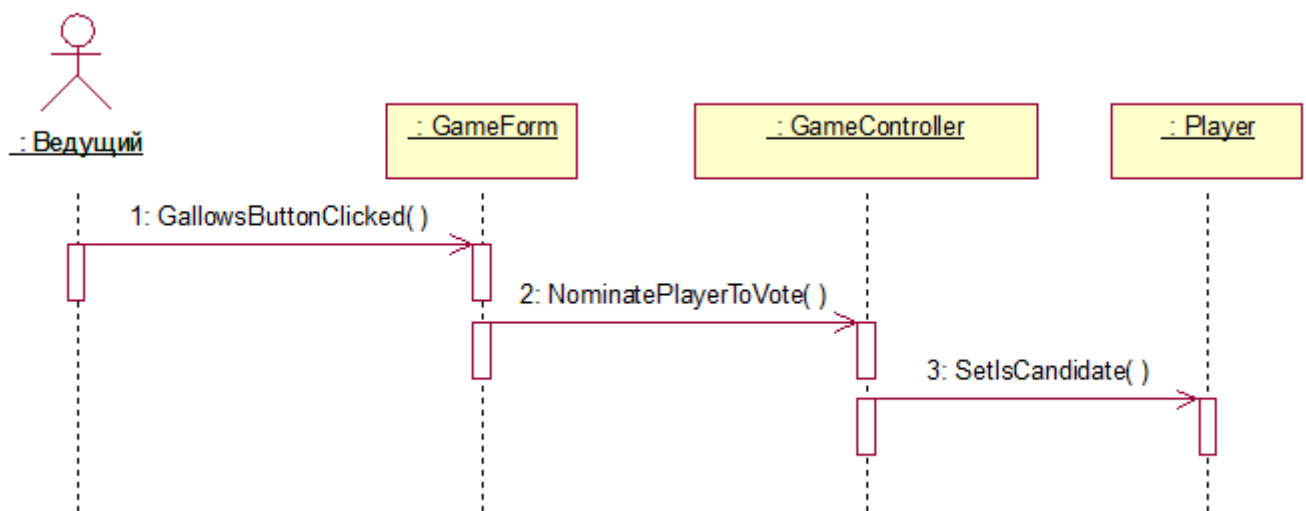 : Ведущий
: GameForm
: GameController
: Player
1: GallowsButtonClicked( )
2: NominatePlayerToVote( )
3: SetIsCandidate( )